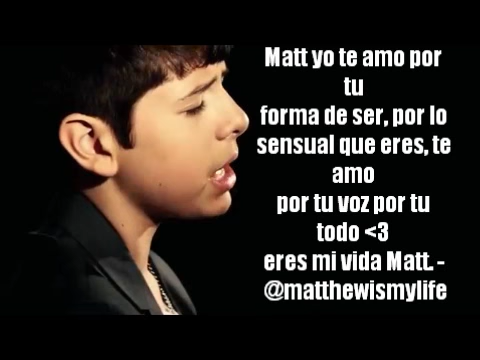 Matt yo te amo por
tu
forma de ser, por lo
sensual que eres, te
amo
por tu voz por tu
todo <3
eres mi vida Matt. -
@matthewismylife